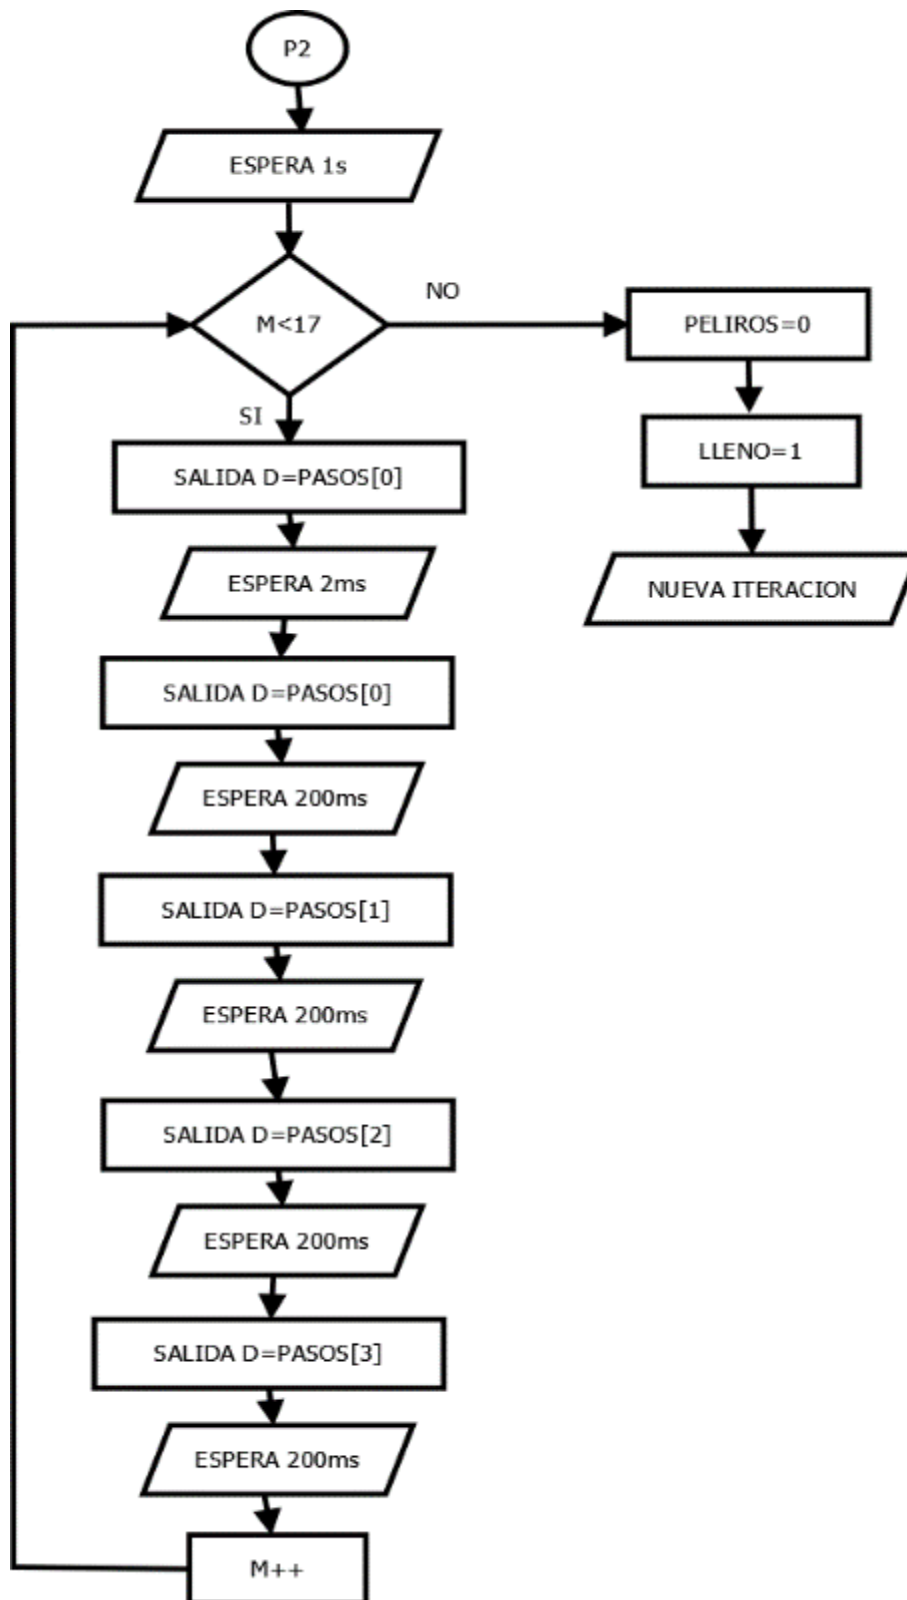 P2
ESPERA 1s
M<17
NO
SI
SALIDA D=PASOS[0]
ESPERA 2ms
SALIDA D=PASOS[0]
ESPERA 200ms
SALIDA D=PASOS[1]
ESPERA 200ms
SALIDA D=PASOS[2]
ESPERA 200ms
SALIDA D=PASOS[3]
ESPERA 200ms
M++
PELIROS=0
LLENO=1
NUEVA ITERACION